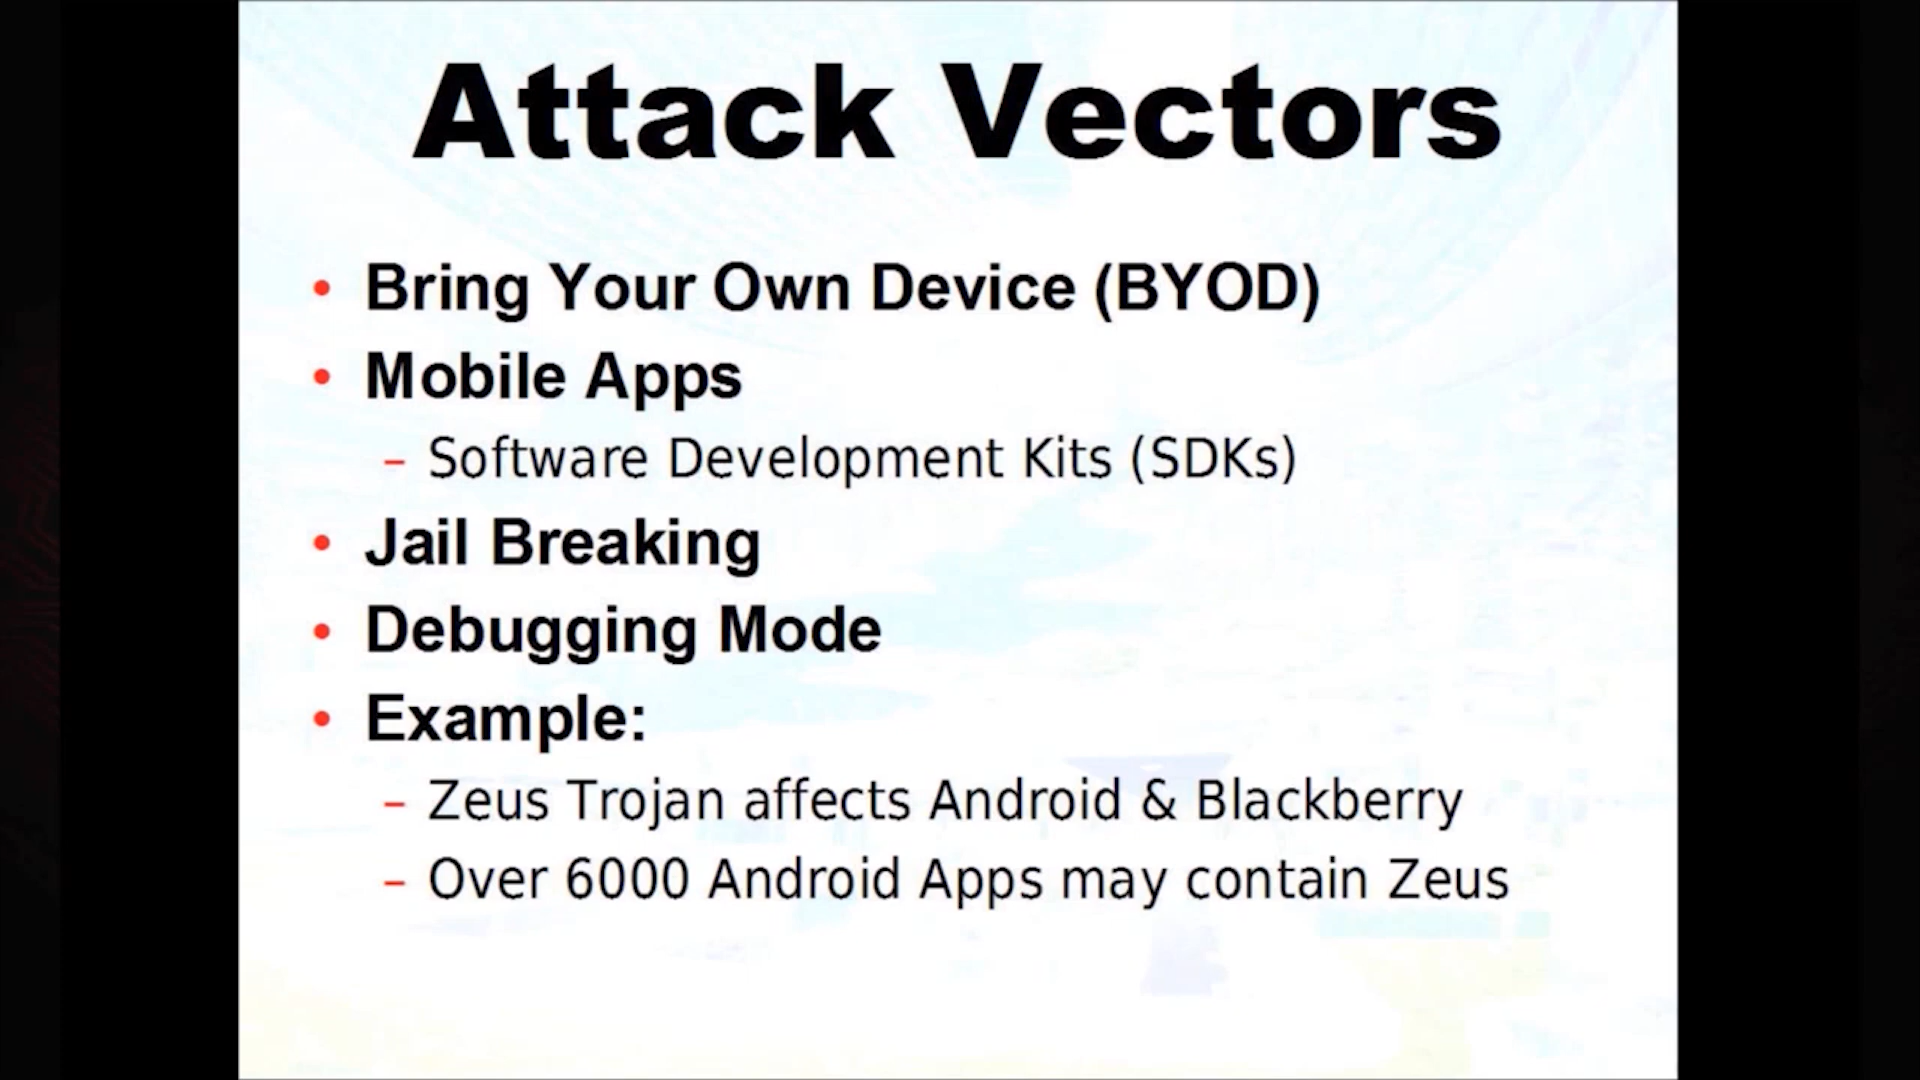 Attack Vectors
• Bring Your Own Device (BYOD)
• Mobile Apps
– Software Development Kits (SDKs)
• Jail Breaking
• Debugging Mode
• Example:
– Zeus Trojan affects Android & Blackberry
– Over 6000 Android Apps may contain Zeus